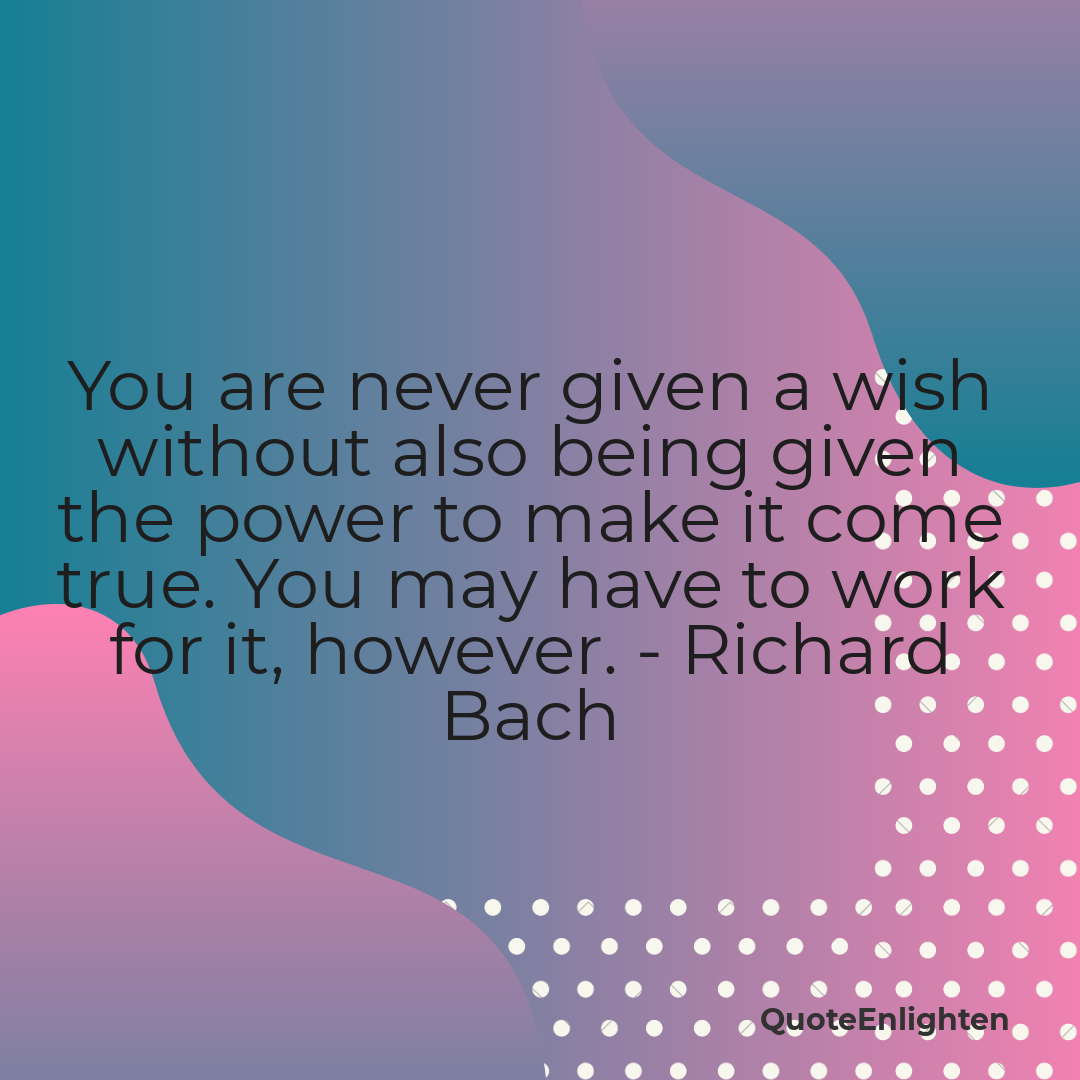 You are never given a wish
without also being given
the power to make it come
true. You may have to work
for it, however. - Richard
Bach
QuoteEnlighten